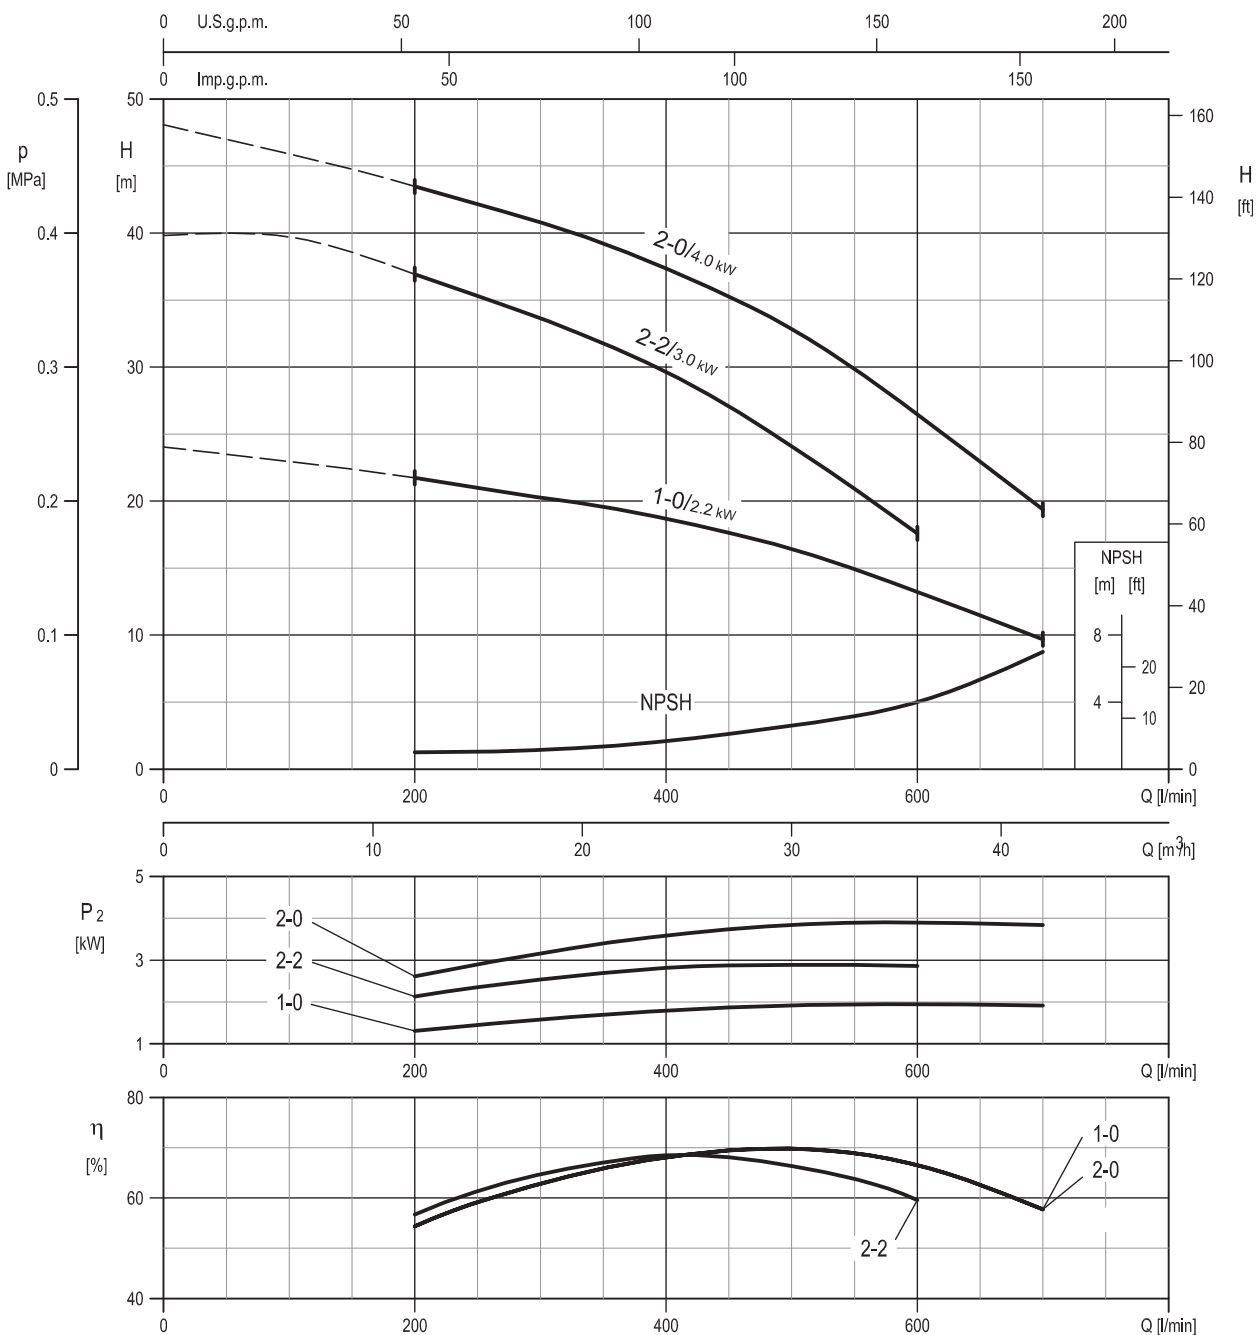 0 U.S.g.p.m. 50 100 150 200
0 Imp.g.p.m. 50 100 150
p
[MPa]
0.5
0.4
0.3
0.2
0.1
0
H
[m]
50
40
30
20
10
0
H
[ft]
160
140
120
100
80
60
40
20
0
2-0/4.0 kW
2-2/3.0 kW
1-0/2.2 kW
NPSH
NPSH
[m] [ft]
8
20
4
10
0 200 400 600 Q [l/min]
0 10 20 30 40 Q [m³/h]
P2
[kW]
5
3
1
2-0
2-2
1-0
0 200 400 600 Q [l/min]
η
[%]
80
60
40
1-0
2-0
2-2
0 200 400 600 Q [l/min]